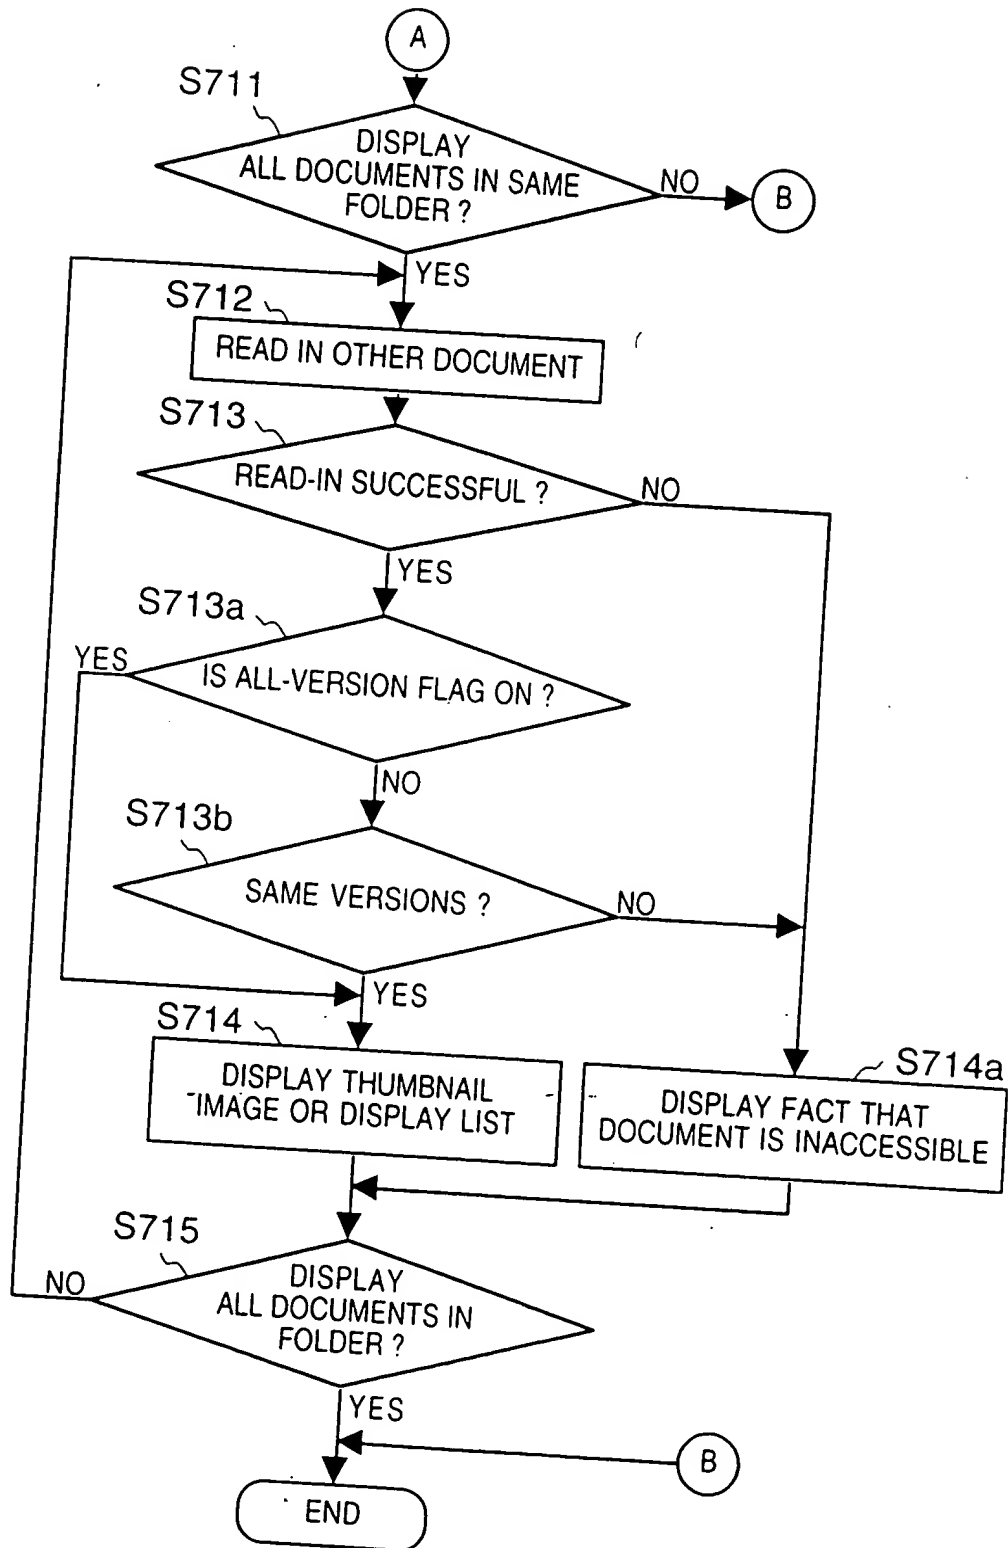 A
S711
DISPLAY
ALL DOCUMENTS IN SAME
FOLDER ?
NO
B
YES
S712
READ IN OTHER DOCUMENT
S713
READ-IN SUCCESSFUL ?
NO
YES
S713a
YES
IS ALL-VERSION FLAG ON ?
NO
S713b
SAME VERSIONS ?
NO
YES
S714
DISPLAY THUMBNAIL
IMAGE OR DISPLAY LIST
S714a
DISPLAY FACT THAT
DOCUMENT IS INACCESSIBLE
S715
NO
DISPLAY
ALL DOCUMENTS IN
FOLDER ?
YES
B
END